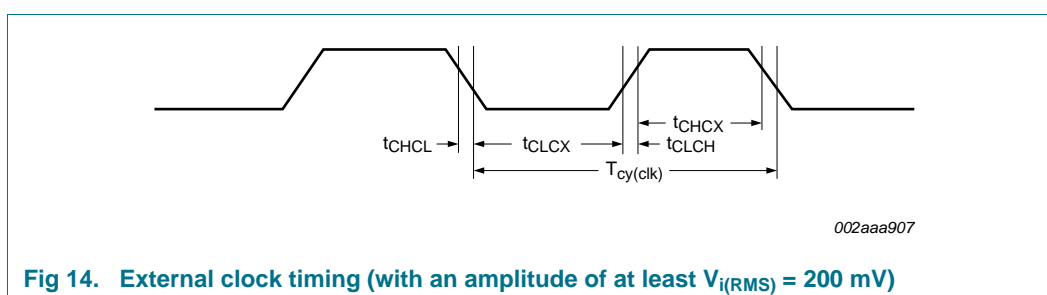 tCHCX
tCHCL
tCLCX
tCLCH
Tcy(clk)
002aaa907
Fig 14. External clock timing (with an amplitude of at least Vi(RMS) = 200 mV)